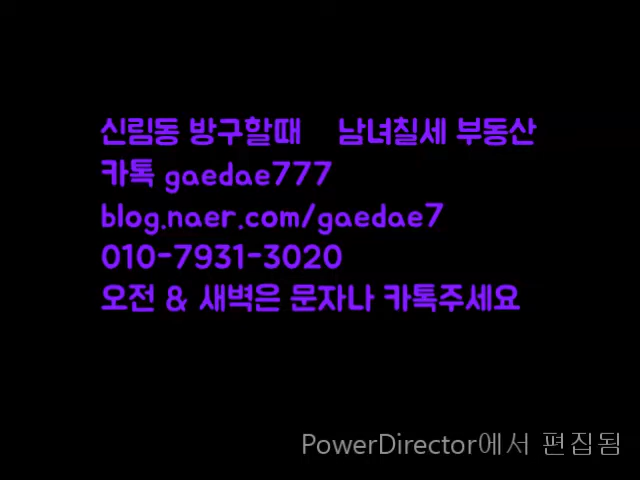 신림동 방구할때 남녀칠세 부동산
카톡 gaedae777
blog.naer.com/gaedae7
010-7931-3020
오전 & 새벽은 문자나 카톡주세요
PowerDirector에서 편집됨